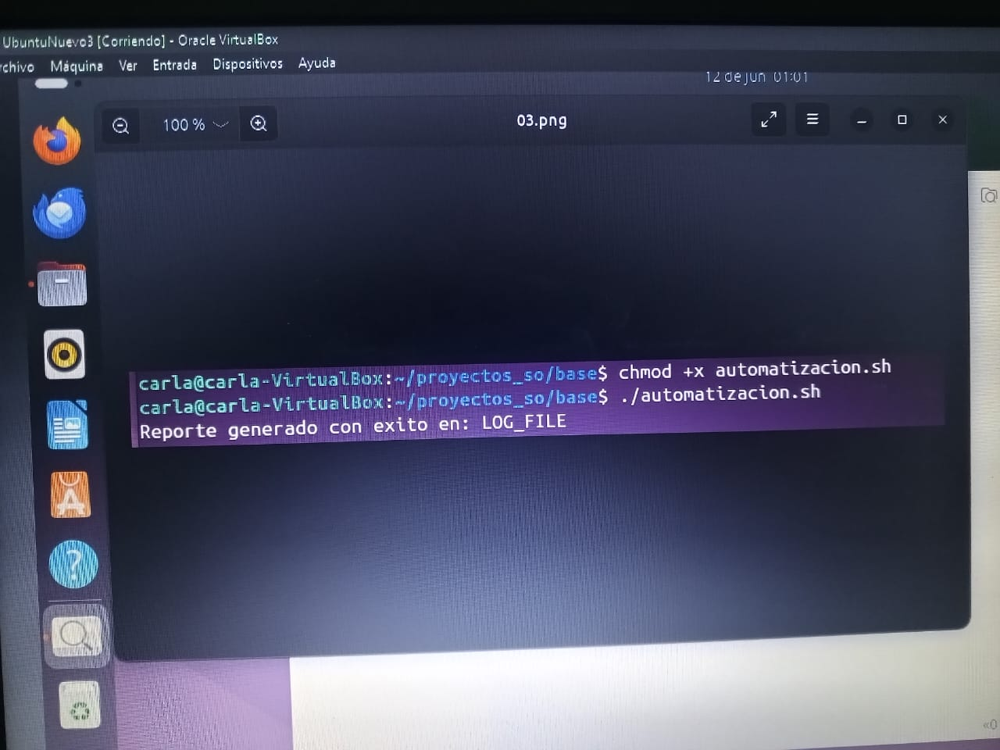 UbuntuNuevo3 [Corriendo] - Oracle VirtualBox
rchivo Máquina Ver Entrada Dispositivos Ayuda
12 de jun 01:01
100 %
03.png
carla@carla-VirtualBox:~/proyectos_so/base$ chmod +x automatizacion.sh
carla@carla-VirtualBox:~/proyectos_so/base$ ./automatizacion.sh
Reporte generado con exito en: LOG_FILE